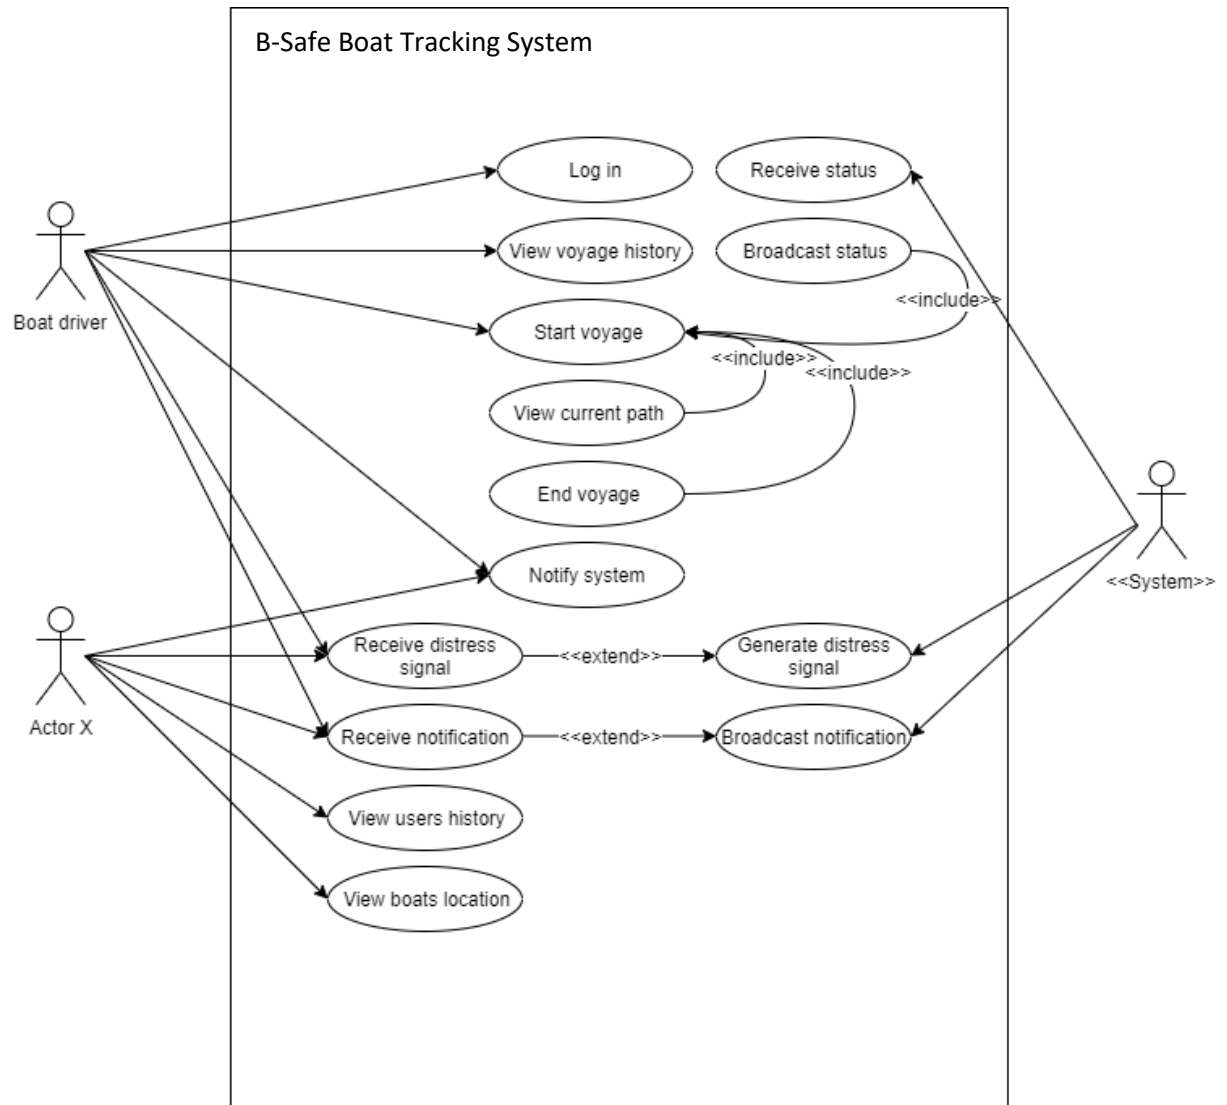 B-Safe Boat Tracking System
Log in
Receive status
View voyage history
Broadcast status
<<include>>
Boat driver
Start voyage
<<include>>
<<include>>
View current path
End voyage
Notify system
<<System>>
Receive distress
signal
<<extend>>
Generate distress
signal
Actor X
Receive notification
<<extend>>
Broadcast notification
View users history
View boats location